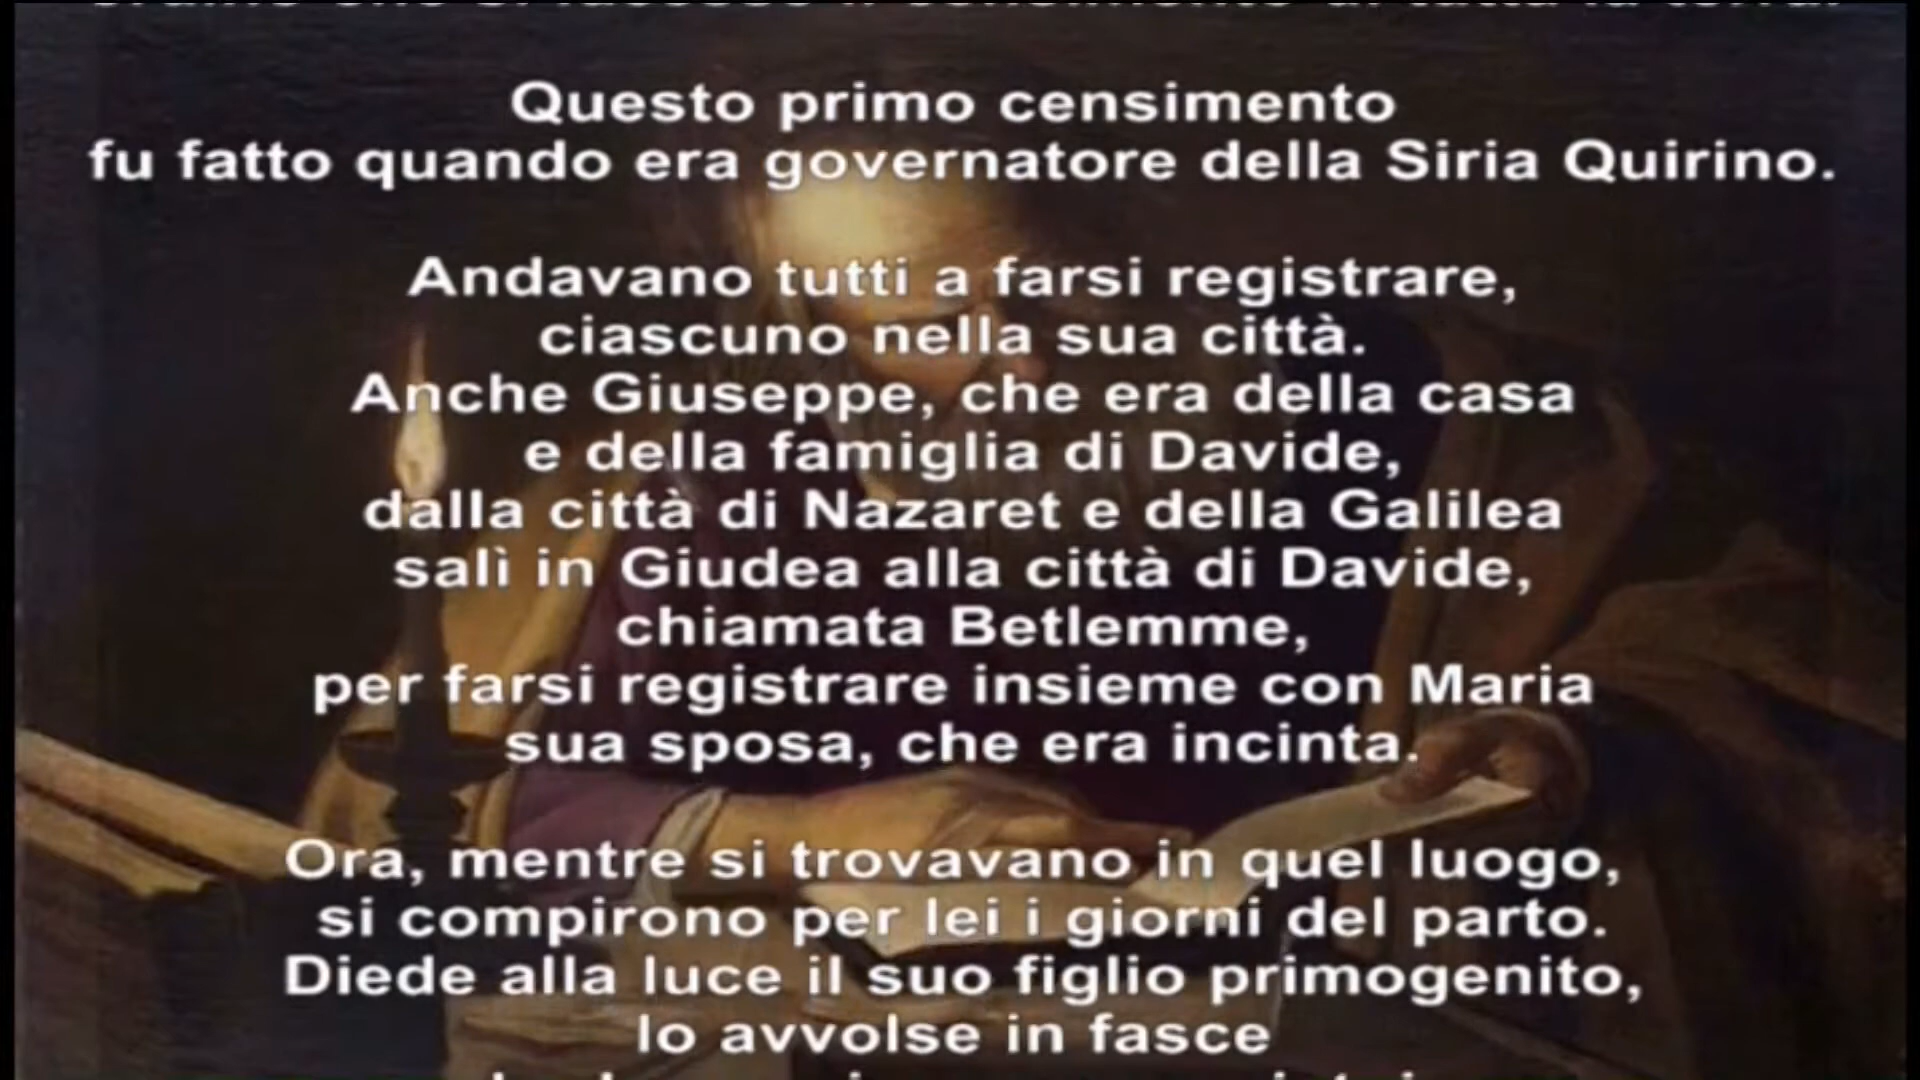 Questo primo censimento
fu fatto quando era governatore della Siria Quirino.
Andavano tutti a farsi registrare,
ciascuno nella sua città.
Anche Giuseppe, che era della casa
e della famiglia di Davide,
dalla città di Nazaret e della Galilea
salì in Giudea alla città di Davide,
chiamata Betlemme,
per farsi registrare insieme con Maria
sua sposa, che era incinta.
Ora, mentre si trovavano in quel luogo,
si compirono per lei i giorni del parto.
Diede alla luce il suo figlio primogenito,
lo avvolse in fasce